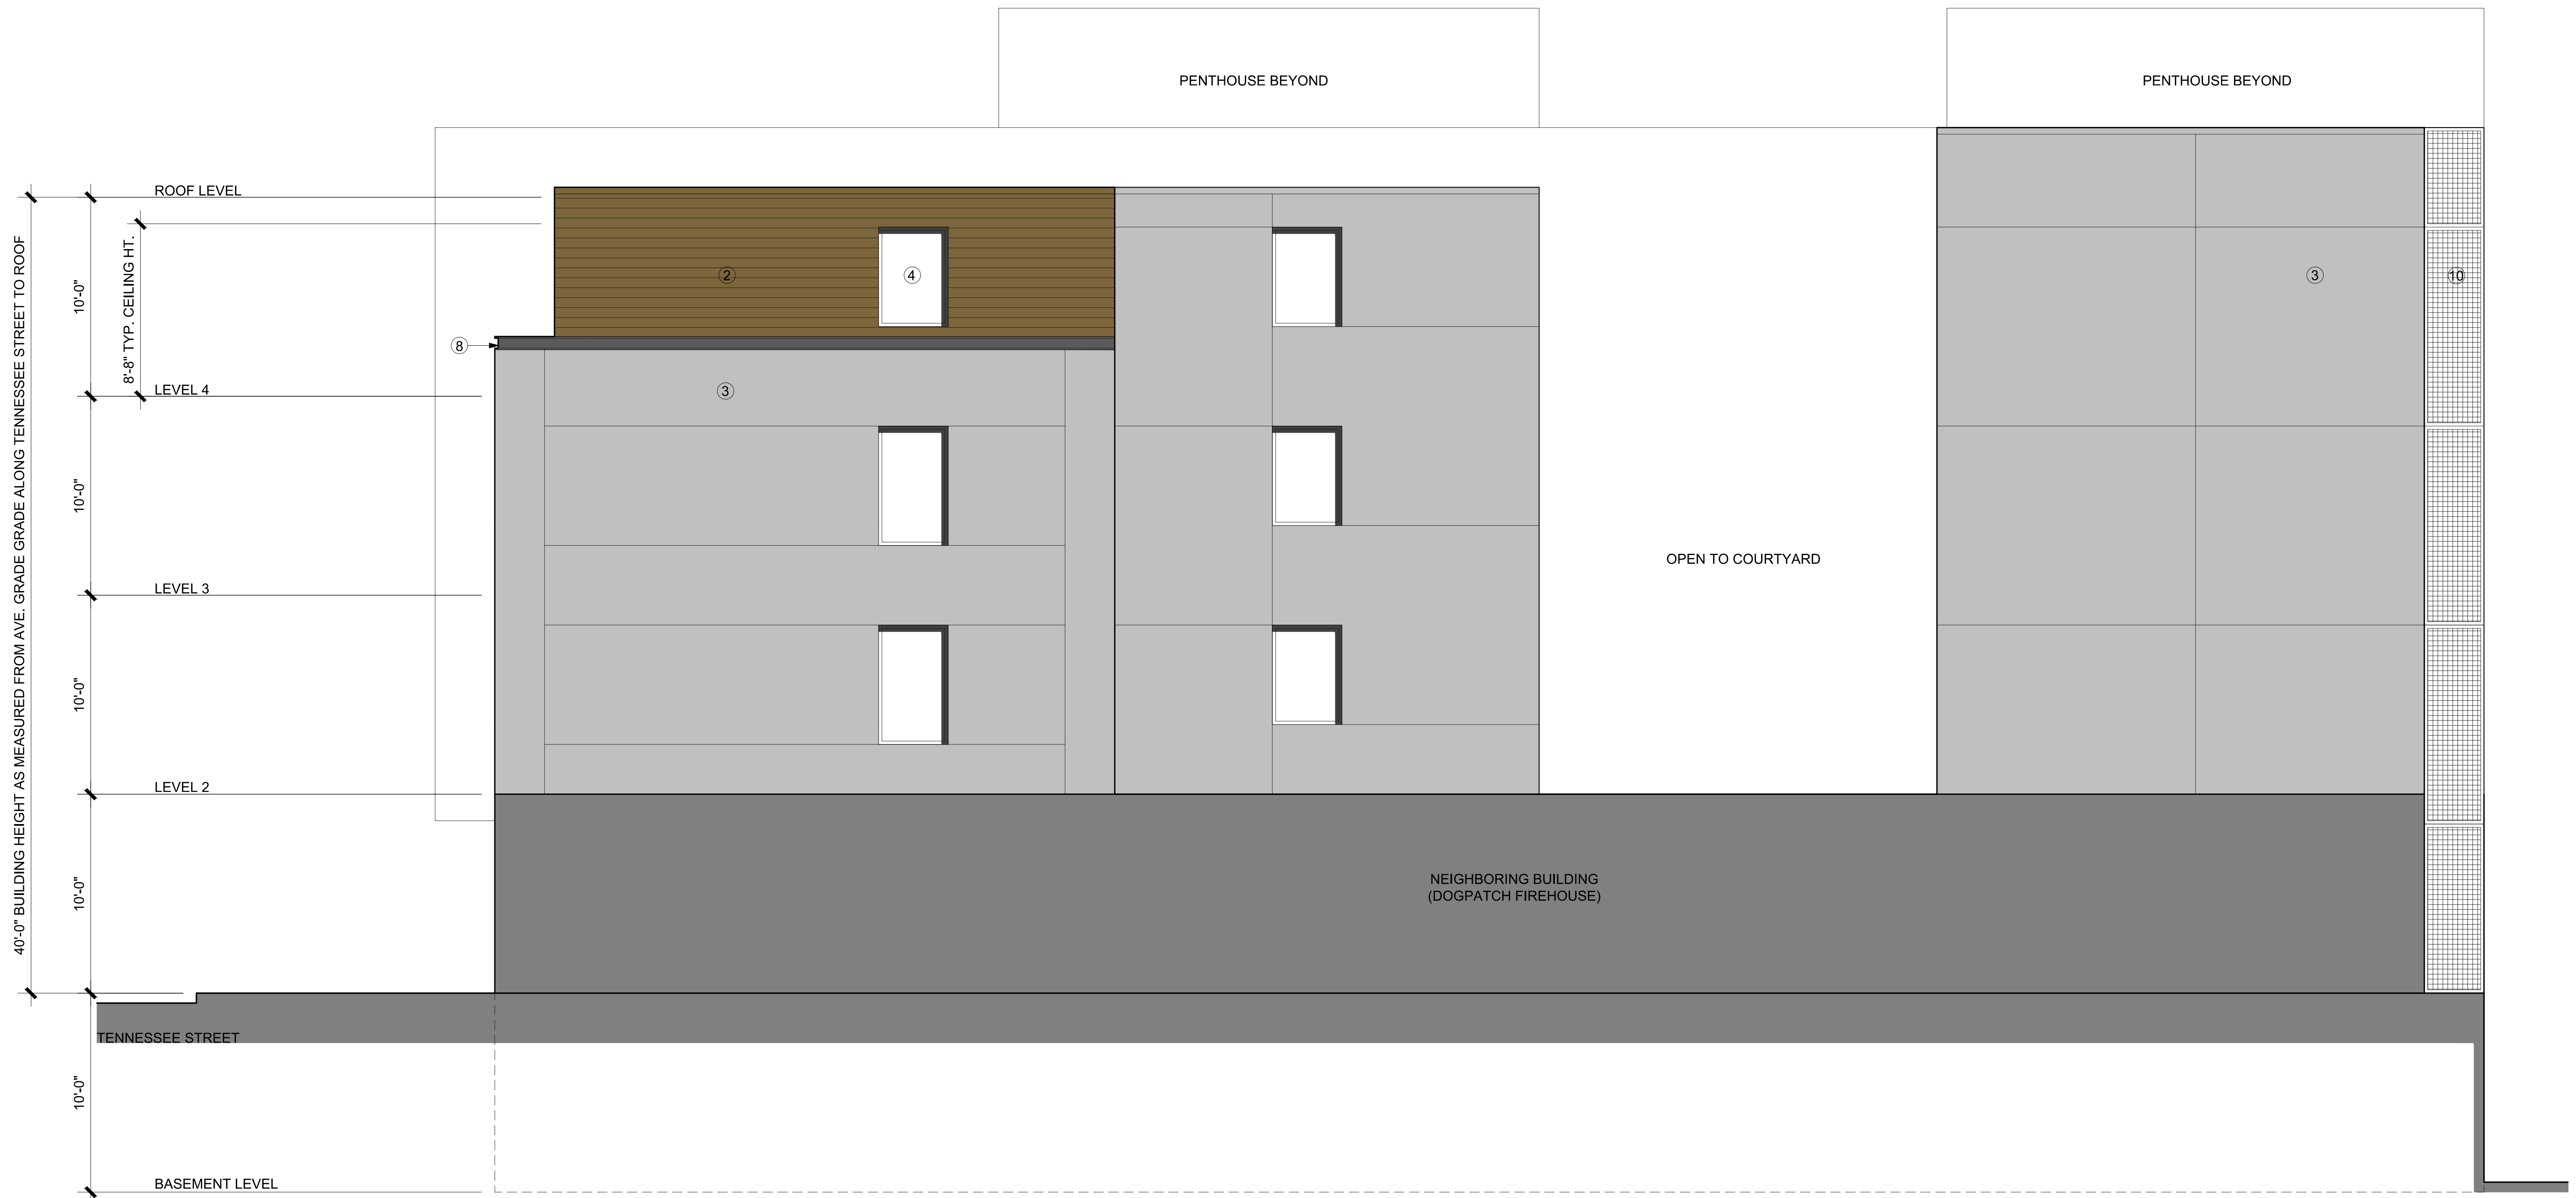 PENTHOUSE BEYOND
PENTHOUSE BEYOND
ROOF LEVEL
40'-0" BUILDING HEIGHT AS MEASURED FROM AVE. GRADE GRADE ALONG TENNESSEE STREET TO ROOF
10'-0"
8'-8" TYP. CEILING HT.
2
4
3
10
8
LEVEL 4
3
10'-0"
OPEN TO COURTYARD
LEVEL 3
10'-0"
LEVEL 2
10'-0"
NEIGHBORING BUILDING
(DOGPATCH FIREHOUSE)
TENNESSEE STREET
10'-0"
BASEMENT LEVEL